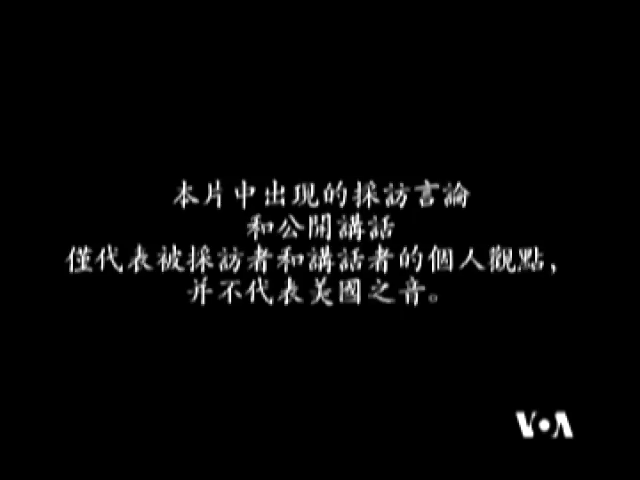 本片中出現的採訪言論
和公開講話
僅代表被採訪者和講話者的個人觀點，
并不代表美國之音。
VOA